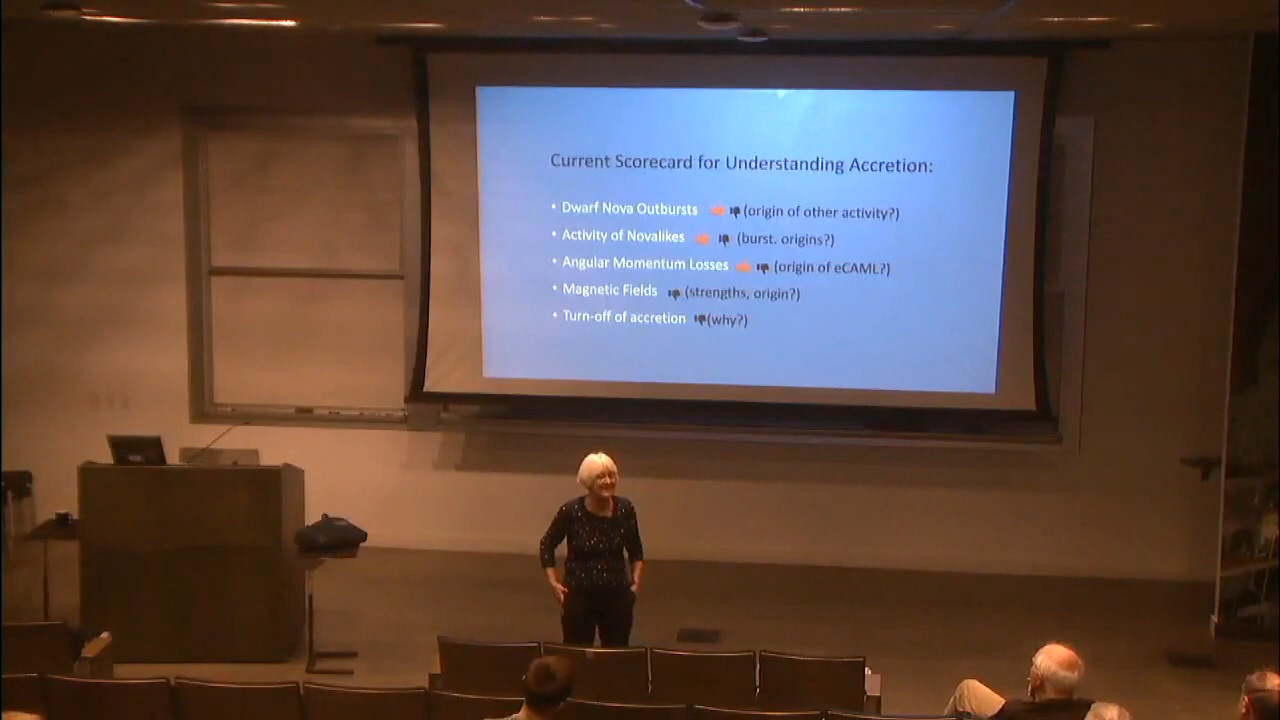 Current Scorecard for Understanding Accretion:
• Dwarf Nova Outbursts (origin of other activity?)
• Activity of Novalikes (burst. origins?)
• Angular Momentum Losses (origin of eCAML?)
• Magnetic Fields (strengths, origin?)
• Turn-off of accretion (why?)